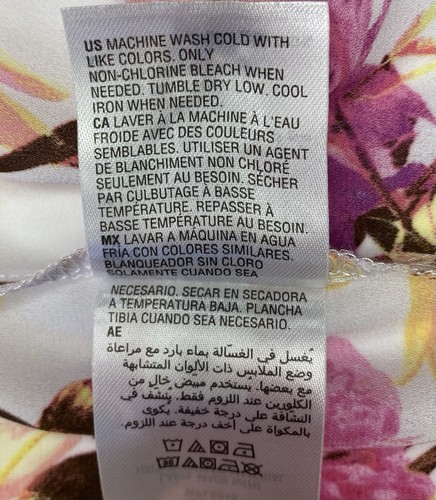 US MACHINE WASH COLD WITH
LIKE COLORS. ONLY
NON-CHLORINE BLEACH WHEN
NEEDED. TUMBLE DRY LOW. COOL
IRON WHEN NEEDED.
CA LAVER À LA MACHINE À L'EAU
FROIDE AVEC DES COULEURS
SEMBLABLES. UTILISER UN AGENT
DE BLANCHIMENT NON CHLORÉ
SEULEMENT AU BESOIN. SÉCHER
PAR CULBUTAGE À BASSE
TEMPÉRATURE. REPASSER À
BASSE TEMPÉRATURE AU BESOIN.
MX LAVAR A MÁQUINA EN AGUA
FRÍA CON COLORES SIMILARES.
BLANQUEADOR SIN CLORO
SOLAMENTE CUANDO SEA
NECESARIO. SECAR EN SECADORA
A TEMPERATURA BAJA. PLANCHA
TIBIA CUANDO SEA NECESARIO.
AE
يُغسل في الغسّالة بماء بارد مع مراعاة
وضع الملابس ذات الألوان المتشابهة
مع بعضها. يستخدم مبيض خالٍ من
الكلورين عند اللزوم فقط. يُنشف في
النشافة على درجة خفيفة. يكوى
بالمكواة على أخف درجة عند اللزوم.